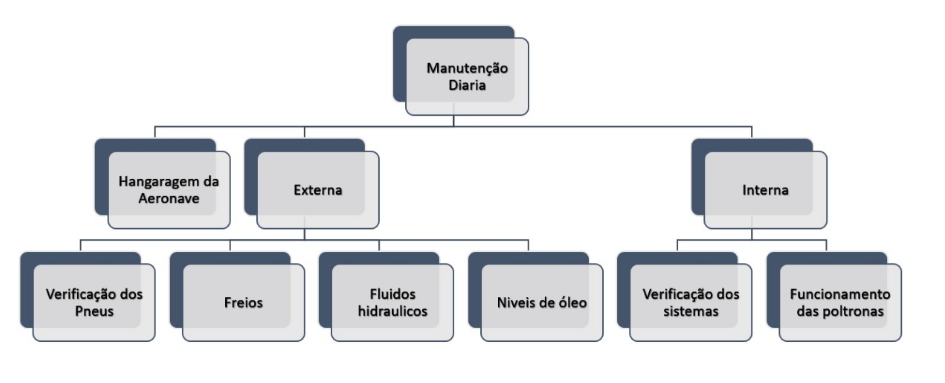 Manutenção
Diaria
Hangaragem da
Aeronave
Externa
Interna
Verificação dos
Pneus
Freios
Fluidos
hidraulicos
Niveis de óleo
Verificação dos
sistemas
Funcionamento
das poltronas